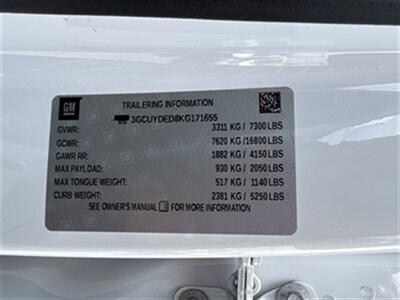 GM
TRAILERING INFORMATION
3GCUYDED8KG171655
GVWR: 3311 KG / 7300 LBS
GCWR: 7620 KG /16800 LBS
GAWR RR: 1882 KG / 4150 LBS
MAX PAYLOAD: 930 KG / 2050 LBS
MAX TONGUE WEIGHT: 517 KG / 1140 LBS
CURB WEIGHT: 2381 KG / 5250 LBS
SEE OWNER'S MANUAL FOR MORE INFORMATION